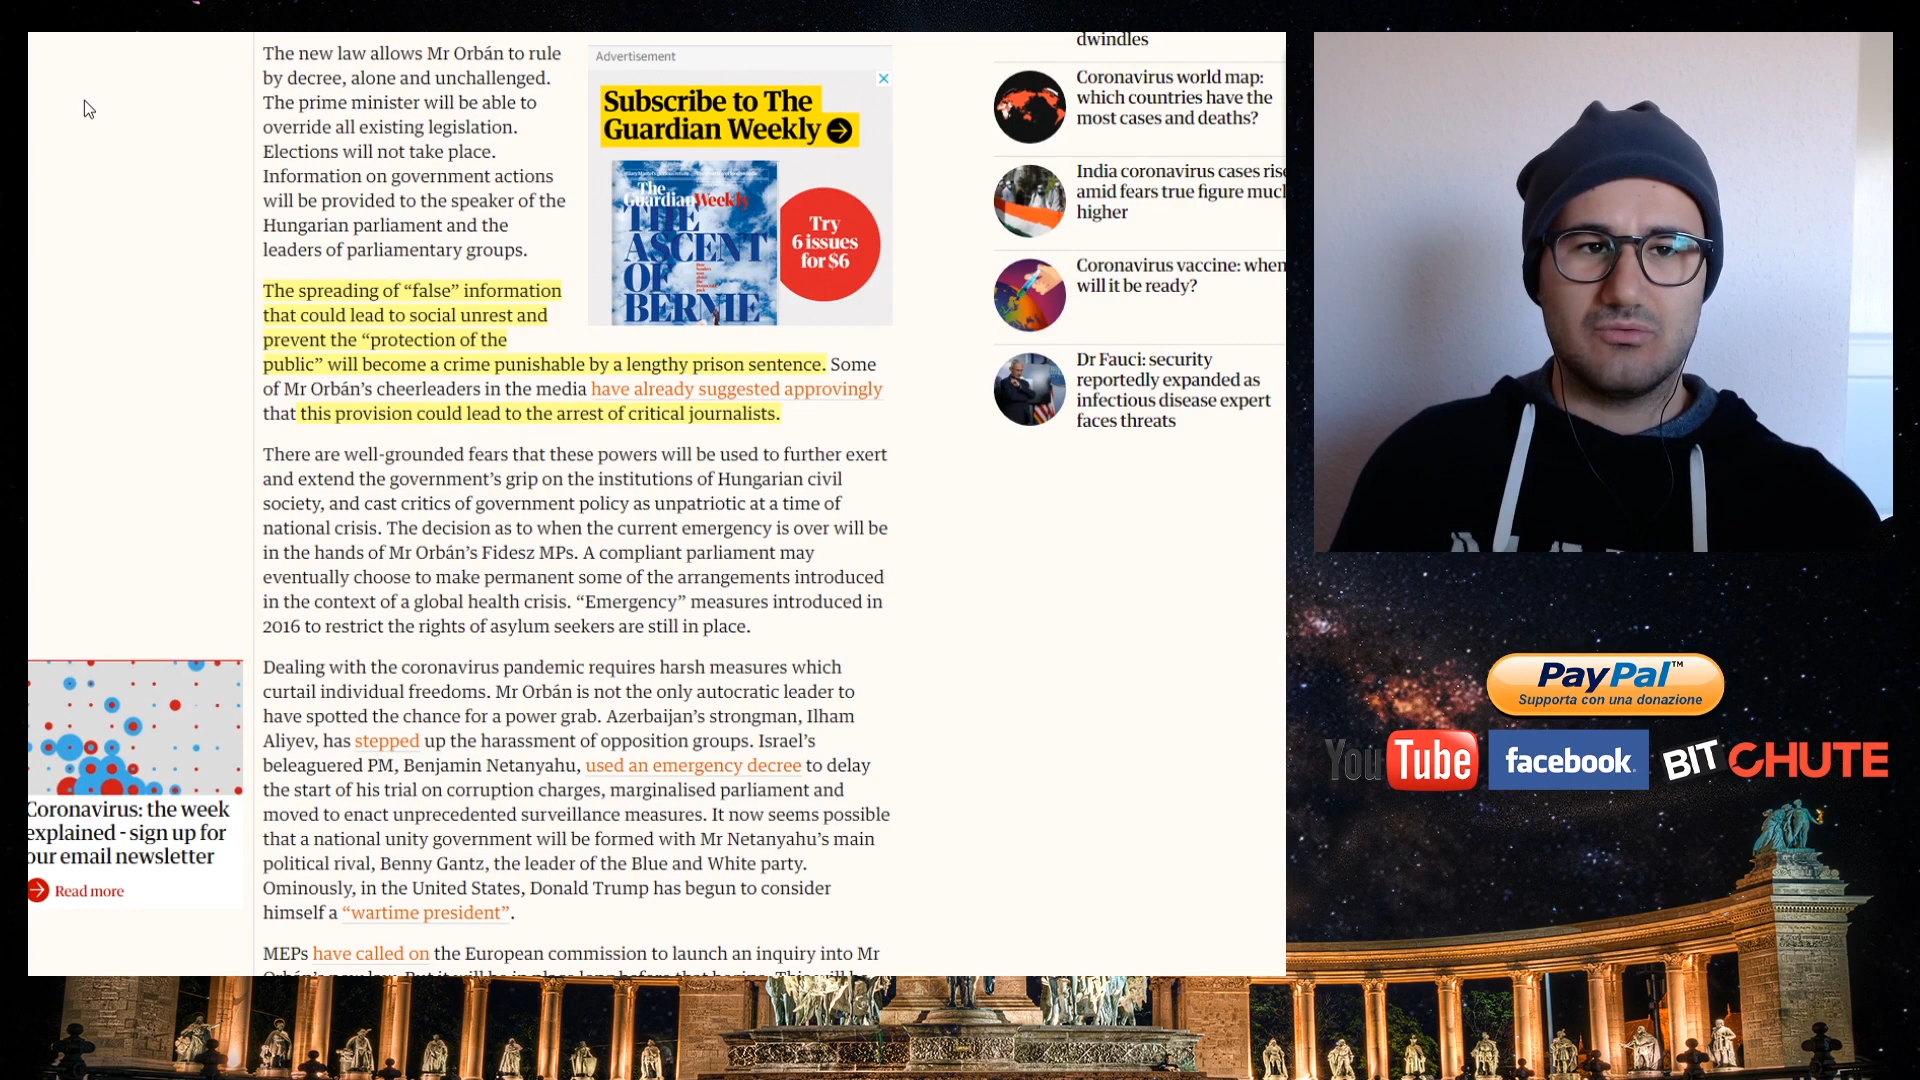 The new law allows Mr Orbán to rule
by decree, alone and unchallenged.
The prime minister will be able to
override all existing legislation.
Elections will not take place.
Information on government actions
will be provided to the speaker of the
Hungarian parliament and the
leaders of parliamentary groups.
The spreading of “false” information
that could lead to social unrest and
prevent the “protection of the
public” will become a crime punishable by a lengthy prison sentence. Some
of Mr Orbán’s cheerleaders in the media have already suggested approvingly
that this provision could lead to the arrest of critical journalists.
There are well-grounded fears that these powers will be used to further exert
and extend the government’s grip on the institutions of Hungarian civil
society, and cast critics of government policy as unpatriotic at a time of
national crisis. The decision as to when the current emergency is over will be
in the hands of Mr Orbán’s Fidesz MPs. A compliant parliament may
eventually choose to make permanent some of the arrangements introduced
in the context of a global health crisis. “Emergency” measures introduced in
2016 to restrict the rights of asylum seekers are still in place.
Dealing with the coronavirus pandemic requires harsh measures which
curtail individual freedoms. Mr Orbán is not the only autocratic leader to
have spotted the chance for a power grab. Azerbaijan’s strongman, Ilham
Aliyev, has stepped up the harassment of opposition groups. Israel’s
beleaguered PM, Benjamin Netanyahu, used an emergency decree to delay
the start of his trial on corruption charges, marginalised parliament and
moved to enact unprecedented surveillance measures. It now seems possible
that a national unity government will be formed with Mr Netanyahu’s main
political rival, Benny Gantz, the leader of the Blue and White party.
Ominously, in the United States, Donald Trump has begun to consider
himself a “wartime president”.
MEPs have called on the European commission to launch an inquiry into Mr
Advertisement
Subscribe to The
Guardian Weekly
The
Guardian Weekly
THE
ASCENT
OF
BERNIE
Try
6 issues
for $6
dwindles
Coronavirus world map:
which countries have the
most cases and deaths?
India coronavirus cases rise
amid fears true figure much
higher
Coronavirus vaccine: when
will it be ready?
Dr Fauci: security
reportedly expanded as
infectious disease expert
faces threats
Coronavirus: the week
explained - sign up for
our email newsletter
Read more
PayPal™
Supporta con una donazione
YouTube
facebook
BITCHUTE